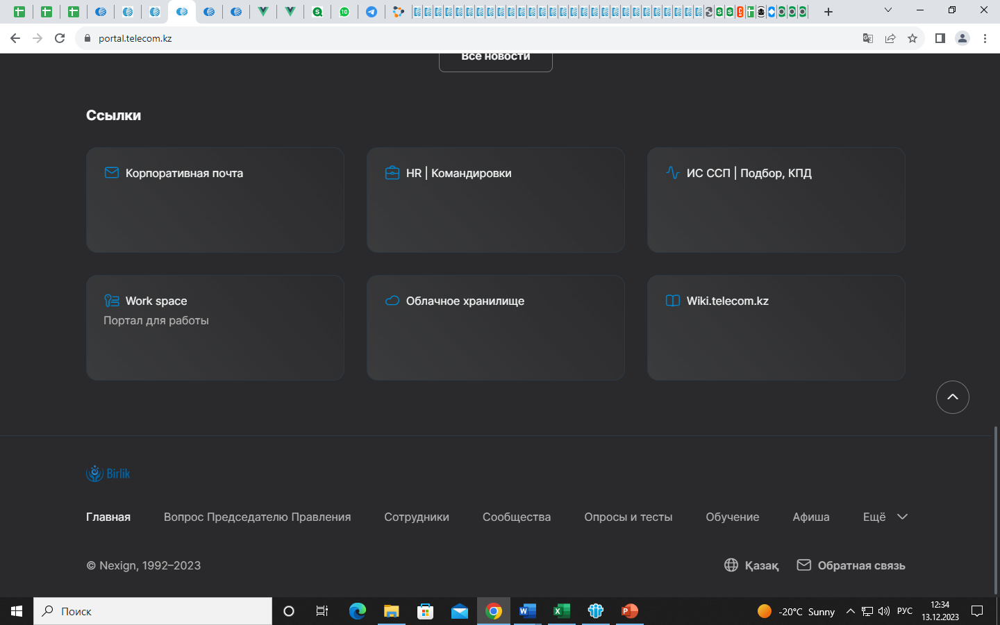 portal.telecom.kz
Все новости
Ссылки
Корпоративная почта
HR | Командировки
ИС ССП | Подбор, КПД
Work space
Портал для работы
Облачное хранилище
Wiki.telecom.kz
Birlik
Главная
Вопрос Председателю Правления
Сотрудники
Сообщества
Опросы и тесты
Обучение
Афиша
Ещё
© Nexign, 1992–2023
Қазақ
Обратная связь
Поиск
-20°C Sunny
РУС
12:34
13.12.2023